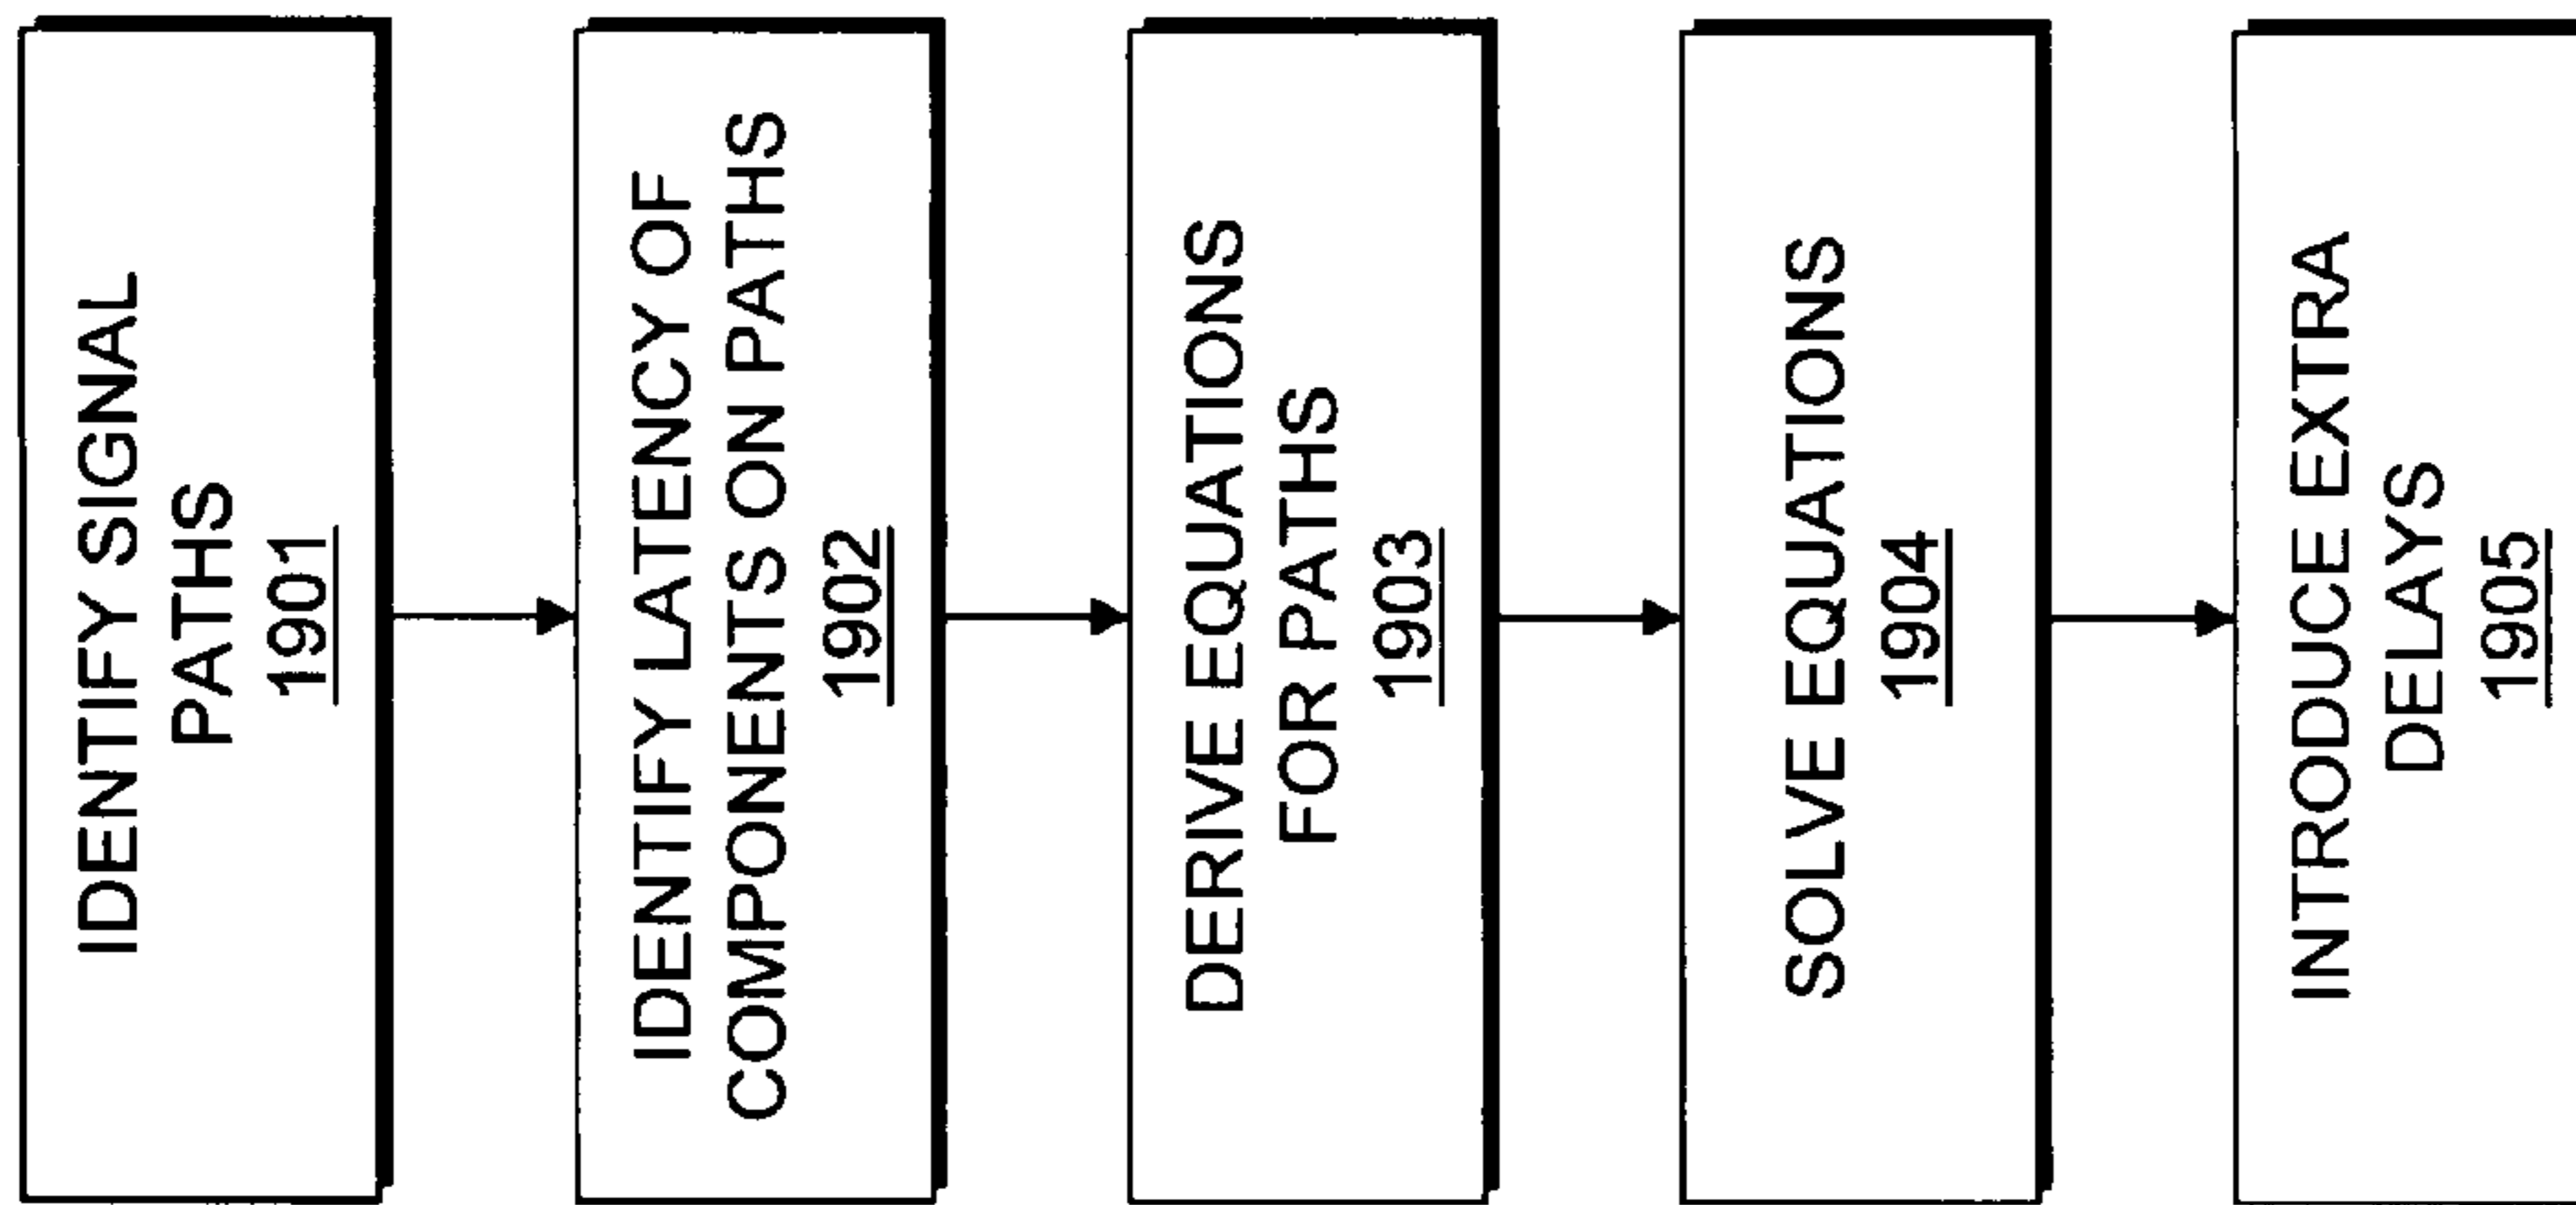 IDENTIFY SIGNAL
PATHS
1901
IDENTIFY LATENCY OF
COMPONENTS ON PATHS
1902
DERIVE EQUATIONS
FOR PATHS
1903
SOLVE EQUATIONS
1904
INTRODUCE EXTRA
DELAYS
1905